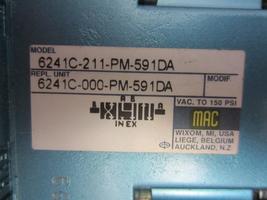 MODEL
6241C-211-PM-591DA
REPL. UNIT
MODIF.
6241C-000-PM-591DA
A B
IN EX
VAC. TO 150 PSI
MAC
WIXOM, MI, USA
LIEGE, BELGIUM
AUCKLAND, N.Z